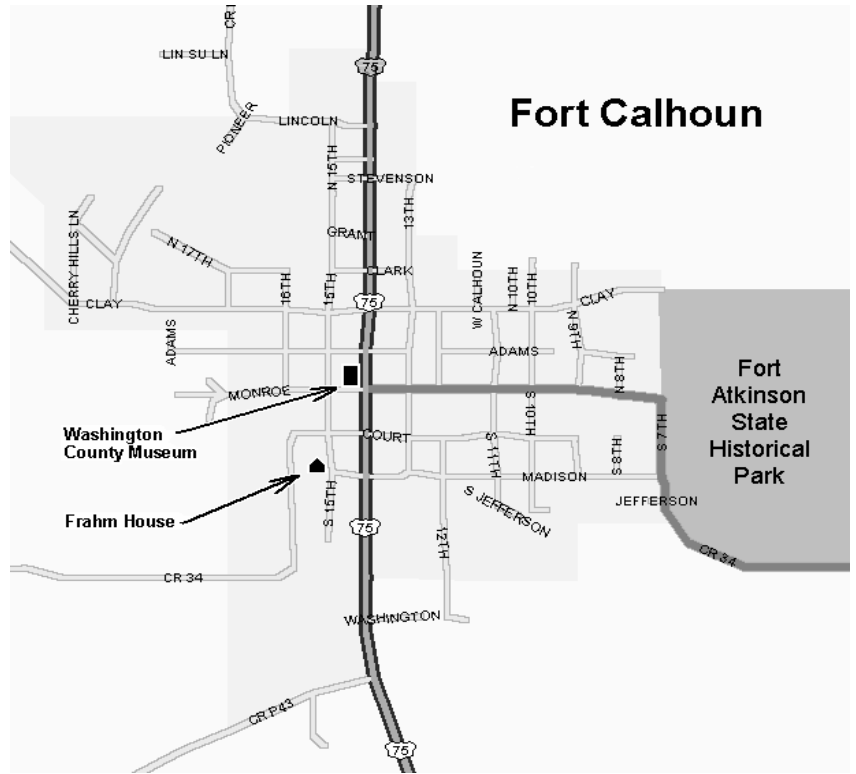 CR
75
LIN SU LN
Fort Calhoun
PIONEER
LINCOLN
N 15TH
STEVENSON
13TH
GRANT
N 17TH
CHERRY HILLS LN
LARK
W CALHOUN
N 10TH
10TH
16TH
15TH
CLAY
75
CLAY
N 9TH
ADAMS
ADAMS
N 8TH
Fort
Atkinson
State
Historical
Park
MONROE
S 10TH
S 7TH
Washington
County Museum
COURT
S 11TH
S 8TH
MADISON
S 15TH
S JEFFERSON
JEFFERSON
Frahm House
75
12TH
CR 34
CR 34
WASHINGTON
CR P43
75